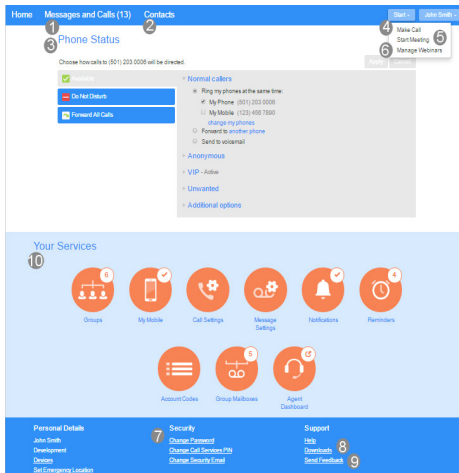 Home Messages and Calls (13) Contacts Start John Smith
1 2 4 Make Call
3 Phone Status Start Meeting 5
6 Manage Webinars
Choose how calls to (501) 203 0006 will be directed. Apply Cancel
Available Normal callers
Do Not Disturb Ring my phones at the same time:
My Phone (501) 203 0006
Forward All Calls My Mobile (123) 456 7890
change my phones
Forward to another phone
Send to voicemail
Anonymous
VIP - Active
Unwanted
Additional options
Your Services
10
6 4
Groups My Mobile Call Settings Message Notifications Reminders
Settings
5
Account Codes Group Mailboxes Agent
Dashboard
Personal Details Security Support
John Smith 7 Change Password Help
Development Change Call Services PIN Downloads 8
Devices Change Security Email Send Feedback 9
Set Emergency Location